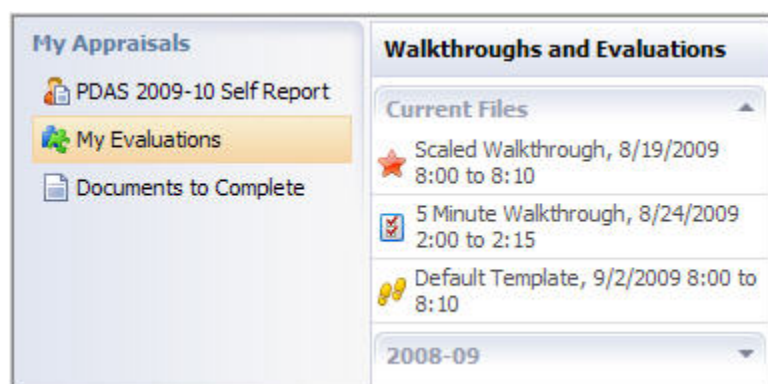 My Appraisals
PDAS 2009-10 Self Report
My Evaluations
Documents to Complete
Walkthroughs and Evaluations
Current Files
Scaled Walkthrough, 8/19/2009
8:00 to 8:10
5 Minute Walkthrough, 8/24/2009
2:00 to 2:15
Default Template, 9/2/2009 8:00 to
8:10
2008-09